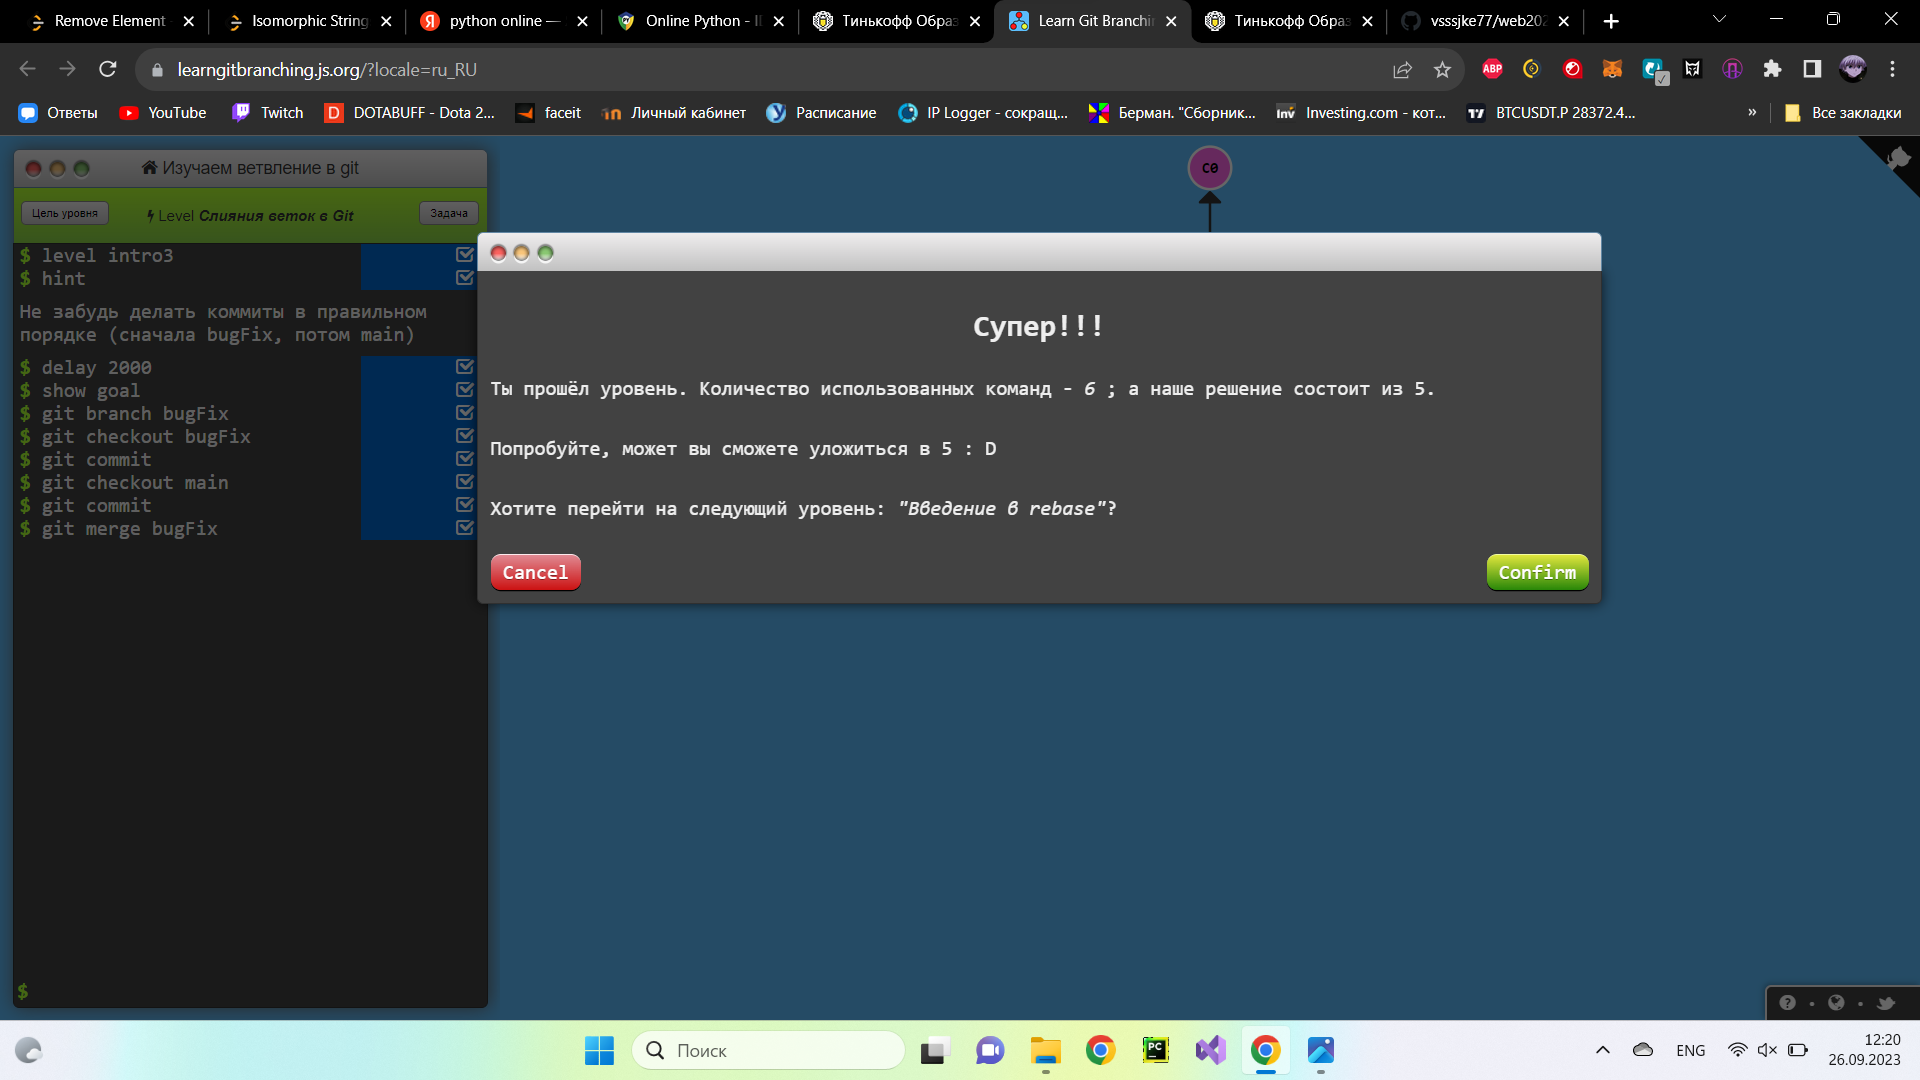 Remove Element
Isomorphic String
python online —
Online Python - I
Тинькофф Образ
Learn Git Branchi
Тинькофф Образ
vsssjke77/web202
learngitbranching.js.org/?locale=ru_RU
ABP
Ответы
YouTube
Twitch
DOTABUFF - Dota 2...
faceit
Личный кабинет
Расписание
IP Logger - сокращ...
Берман. "Сборник...
Investing.com - кот...
BTCUSDT.P 28372.4...
»
Все закладки
Изучаем ветвление в git
Цель уровня
Level Слияния веток в Git
Задача
$ level intro3
$ hint
Не забудь делать коммиты в правильном
порядке (сначала bugFix, потом main)
$ delay 2000
$ show goal
$ git branch bugFix
$ git checkout bugFix
$ git commit
$ git checkout main
$ git commit
$ git merge bugFix
$
C0
Супер!!!
Ты прошёл уровень. Количество использованных команд - 6 ; а наше решение состоит из 5.
Попробуйте, может вы сможете уложиться в 5 : D
Хотите перейти на следующий уровень: "Введение в rebase"?
Cancel
Confirm
Поиск
PC
ENG
12:20
26.09.2023